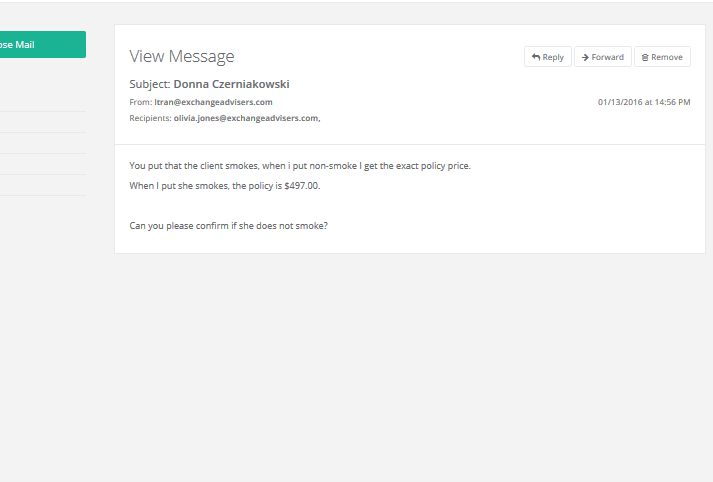 ose Mail
View Message
Reply
Forward
Remove
Subject: Donna Czerniakowski
From: ltran@exchangeadvisers.com
01/13/2016 at 14:56 PM
Recipients: olivia.jones@exchangeadvisers.com,
You put that the client smokes, when i put non-smoke I get the exact policy price.
When I put she smokes, the policy is $497.00.
Can you please confirm if she does not smoke?